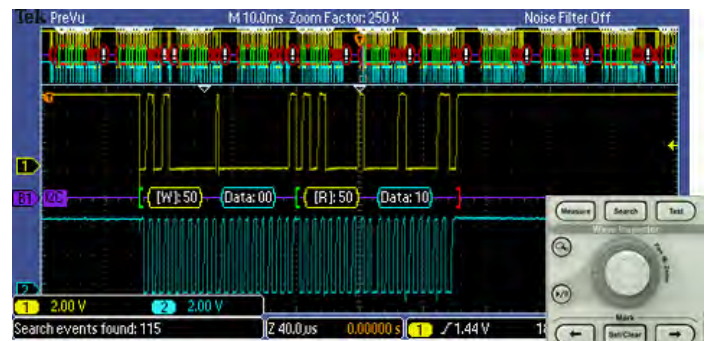 Tek PreVu M 10.0ms Zoom Factor: 250 X Noise Filter Off
1
B1 I2C [W]: 50 Data: 00 [R]: 50 Data: 10
2
1 2.00 V 2 2.00 V
Search events found: 115 Z 40.0µs 0.00000 s 1 1.44 V
Measure Search Test
Wave Inspector
Pan Zoom
Mark
← Set/Clear →